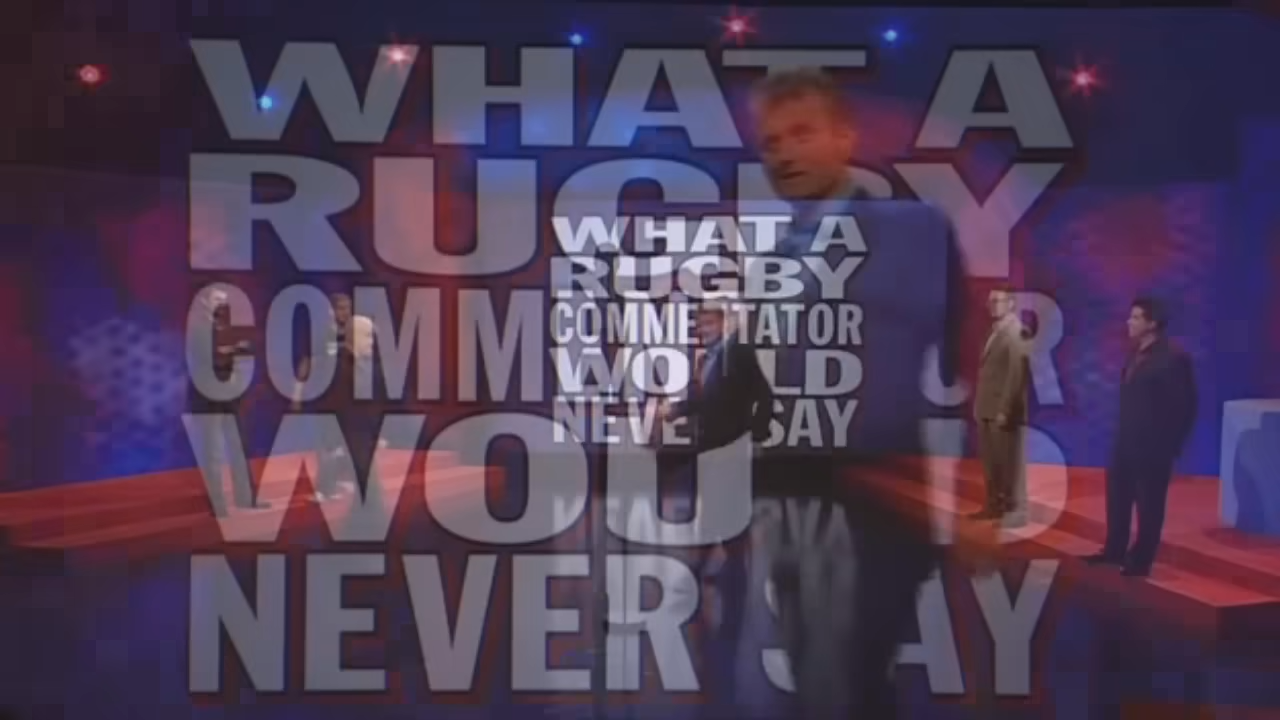 WHAT A
RUGBY
COMMENTATOR
WOULD
NEVER SAY
WHAT A
RUGBY
COMMENTATOR
WOULD
NEVER SAY